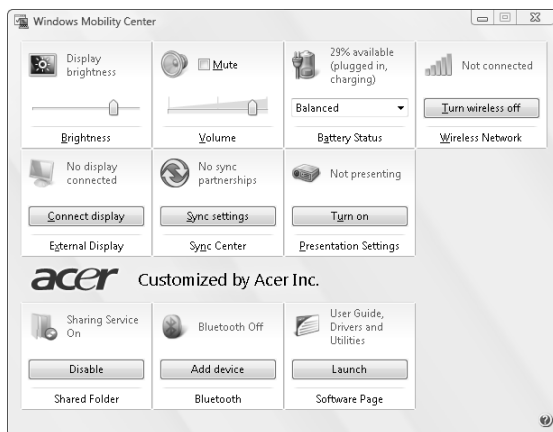 Windows Mobility Center
Display
brightness
Brightness
Mute
Volume
29% available
(plugged in,
charging)
Balanced
Battery Status
Not connected
Turn wireless off
Wireless Network
No display
connected
Connect display
External Display
No sync
partnerships
Sync settings
Sync Center
Not presenting
Turn on
Presentation Settings
acer Customized by Acer Inc.
Sharing Service
On
Disable
Shared Folder
Bluetooth Off
Add device
Bluetooth
User Guide,
Drivers and
Utilities
Launch
Software Page